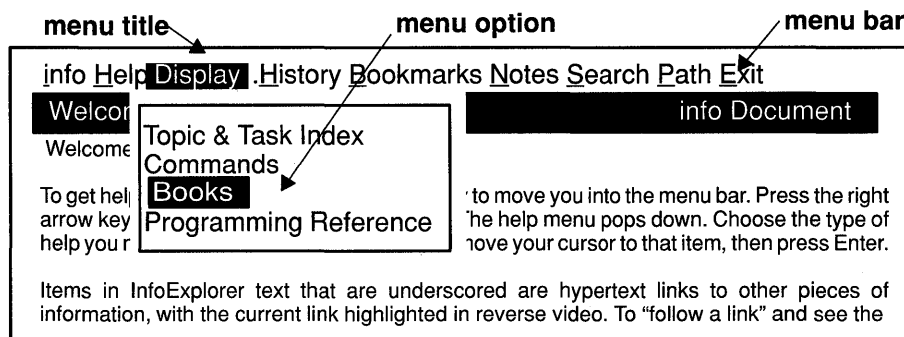 menu title menu option menu bar
info Help Display .History Bookmarks Notes Search Path Exit
Welcom info Document
Welcome
Topic & Task Index
Commands
Books
Programming Reference
To get hel to move you into the menu bar. Press the right
arrow key he help menu pops down. Choose the type of
help you nove your cursor to that item, then press Enter.
Items in InfoExplorer text that are underscored are hypertext links to other pieces of
information, with the current link highlighted in reverse video. To “follow a link” and see the